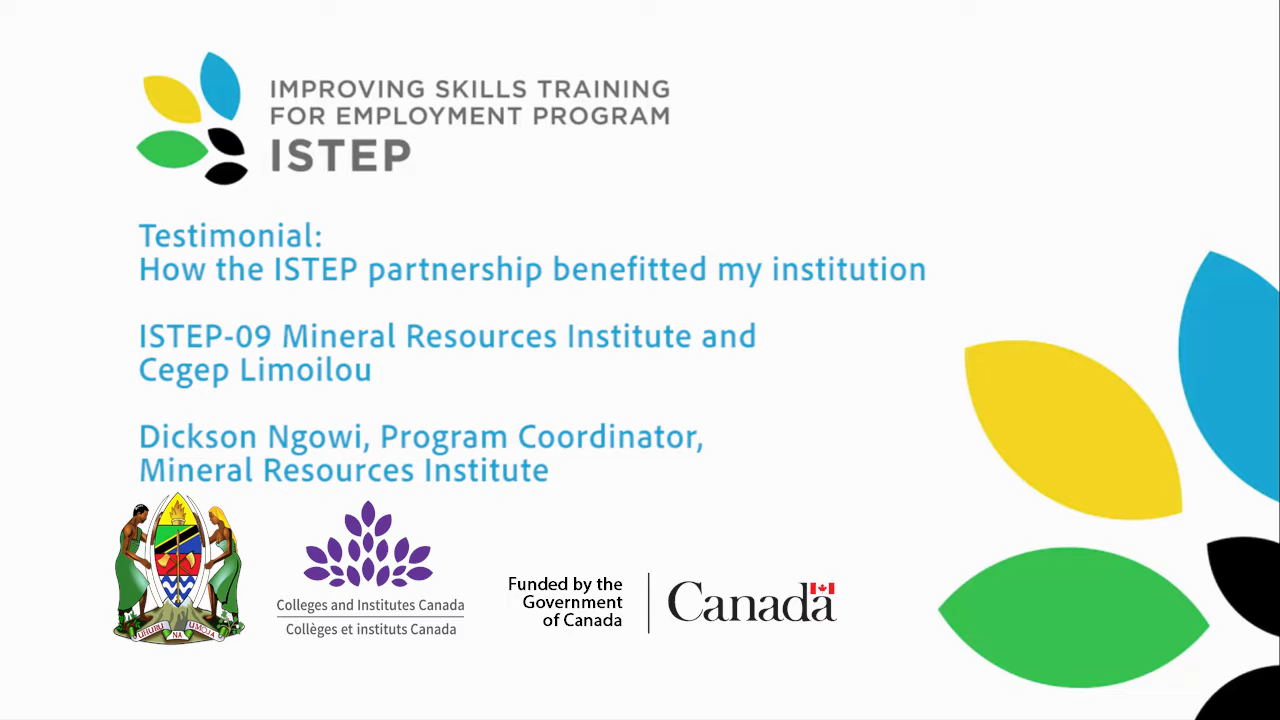 IMPROVING SKILLS TRAINING
FOR EMPLOYMENT PROGRAM
ISTEP
Testimonial:
How the ISTEP partnership benefitted my institution
ISTEP-09 Mineral Resources Institute and
Cegep Limoilou
Dickson Ngowi, Program Coordinator,
Mineral Resources Institute
UHURU NA UMOJA
Colleges and Institutes Canada
Collèges et instituts Canada
Funded by the
Government
of Canada
Canada